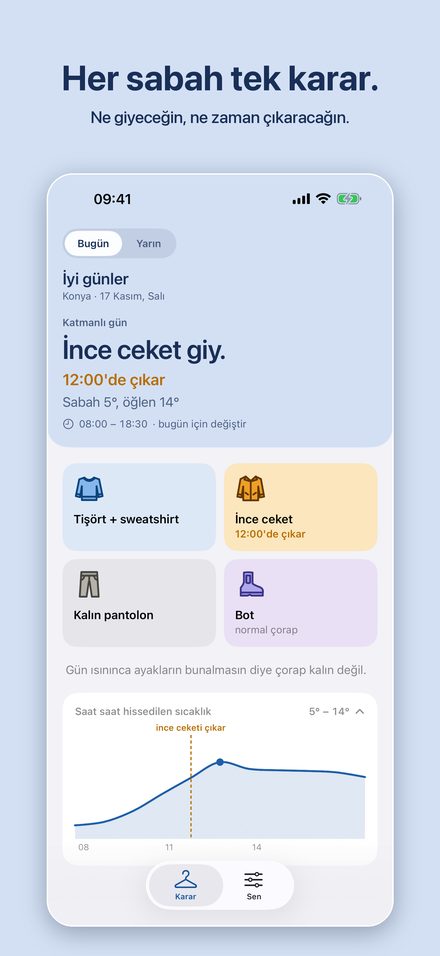 Her sabah tek karar.
Ne giyeceğin, ne zaman çıkaracağın.
09:41
Bugün
Yarın
İyi günler
Konya · 17 Kasım, Salı
Katmanlı gün
İnce ceket giy.
12:00'de çıkar
Sabah 5°, öğlen 14°
08:00 – 18:30 · bugün için değiştir
Tişört + sweatshirt
İnce ceket
12:00'de çıkar
Kalın pantolon
Bot
normal çorap
Gün ısınınca ayakların bunalmasın diye çorap kalın değil.
Saat saat hissedilen sıcaklık
5° – 14°
ince ceketi çıkar
08
11
14
Karar
Sen